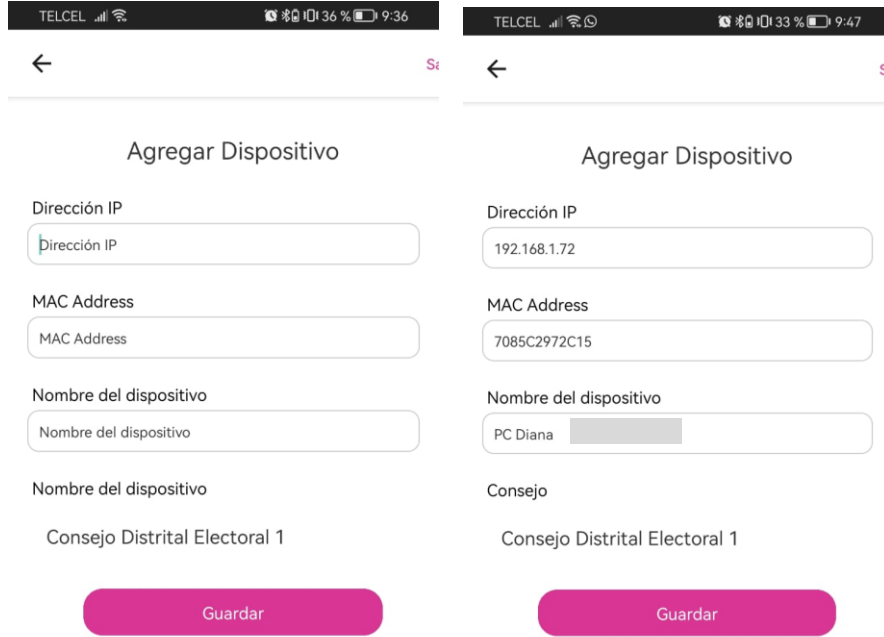 TELCEL 36 % 9:36
Sa
Agregar Dispositivo
Dirección IP
Dirección IP
MAC Address
MAC Address
Nombre del dispositivo
Nombre del dispositivo
Nombre del dispositivo
Consejo Distrital Electoral 1
Guardar
TELCEL 33 % 9:47
S
Agregar Dispositivo
Dirección IP
192.168.1.72
MAC Address
7085C2972C15
Nombre del dispositivo
PC Diana
Consejo
Consejo Distrital Electoral 1
Guardar